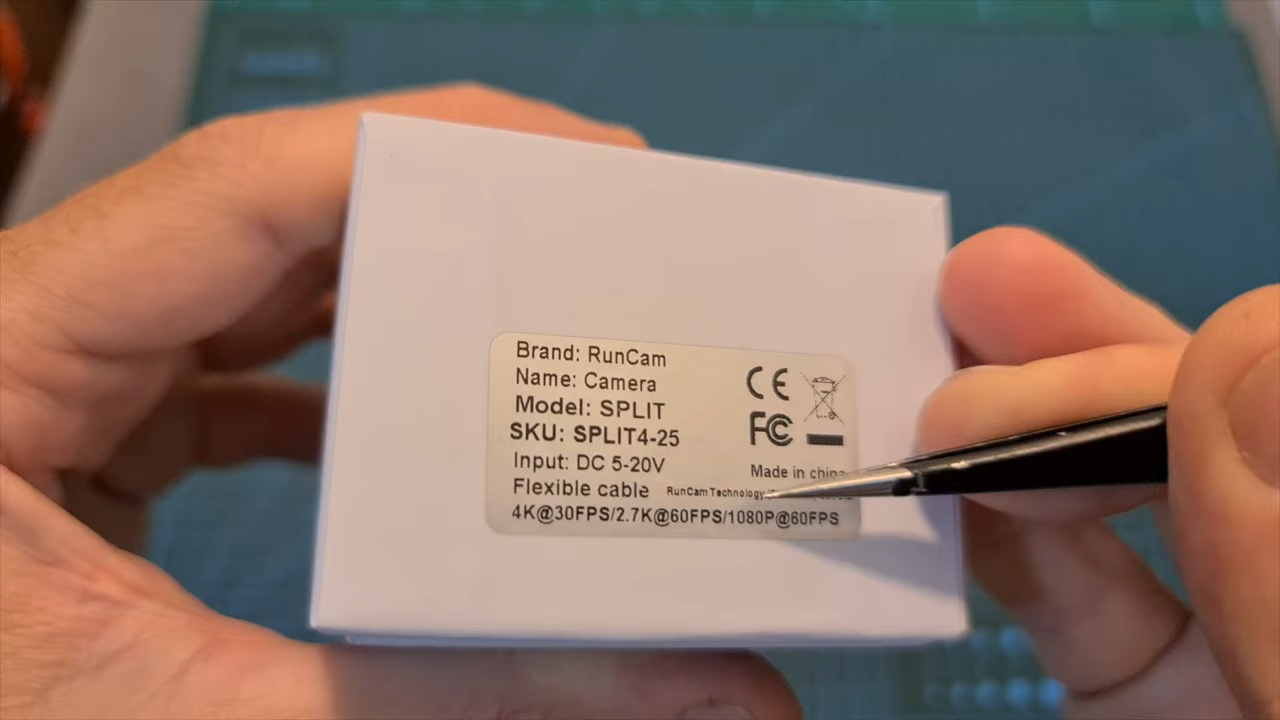 Brand: RunCam
Name: Camera
Model: SPLIT
SKU: SPLIT4-25
Input: DC 5-20V
Flexible cable
4K@30FPS/2.7K@60FPS/1080P@60FPS
CE
FC
Made in china
RunCam Technology